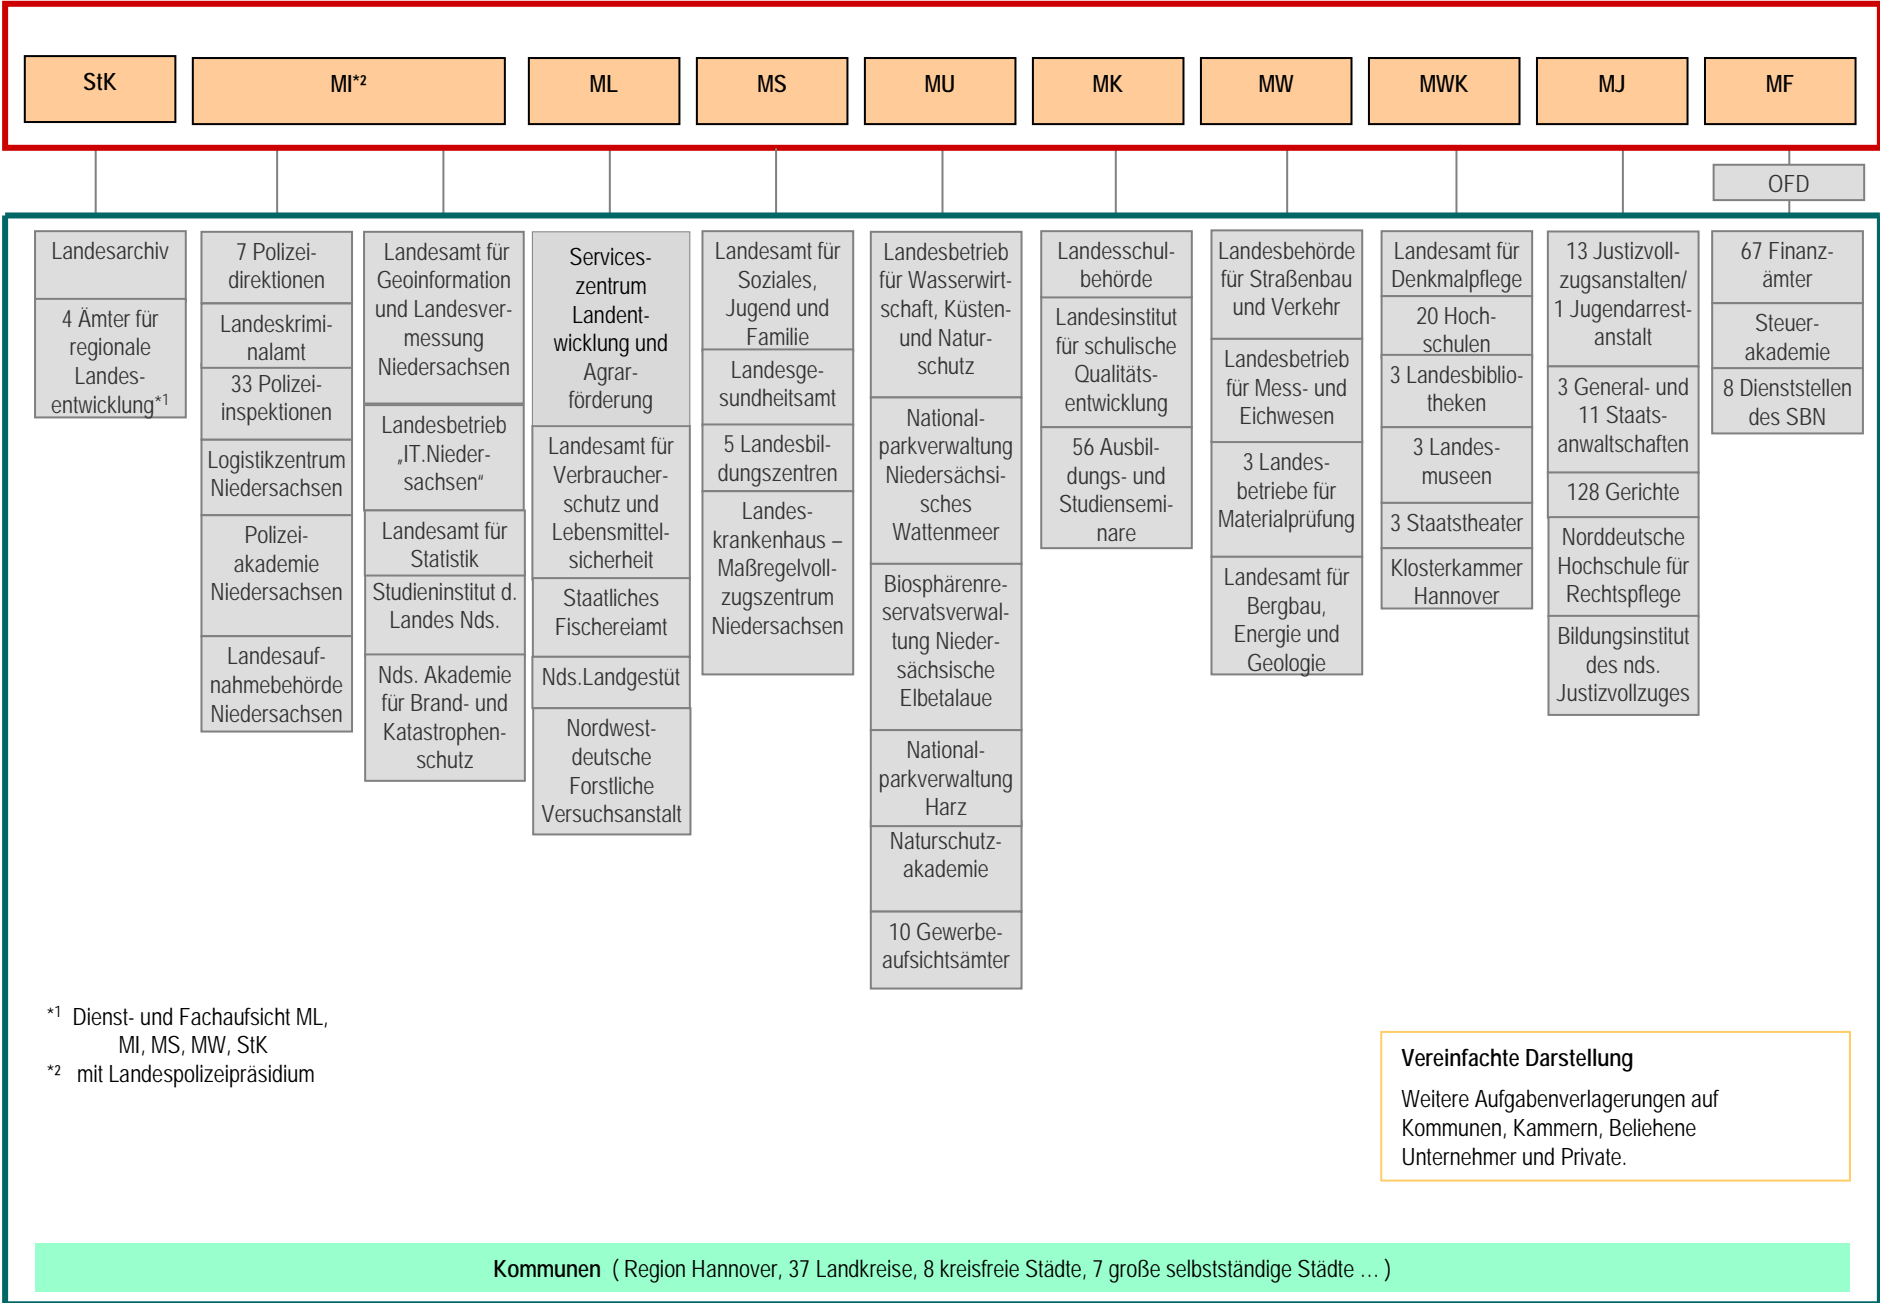 StK
MI*²
ML
MS
MU
MK
MW
MWK
MJ
MF
OFD
Landesarchiv
4 Ämter für
regionale
Landes-
entwicklung*¹
7 Polizei-
direktionen
Landeskrimi-
nalamt
33 Polizei-
inspektionen
Logistikzentrum
Niedersachsen
Polizei-
akademie
Niedersachsen
Landesauf-
nahmebehörde
Niedersachsen
Landesamt für
Geoinformation
und Landesver-
messung
Niedersachsen
Landesbetrieb
„IT.Nieder-
sachsen“
Landesamt für
Statistik
Studieninstitut d.
Landes Nds.
Nds. Akademie
für Brand- und
Katastrophen-
schutz
Services-
zentrum
Landent-
wicklung und
Agrar-
förderung
Landesamt für
Verbraucher-
schutz und
Lebensmittel-
sicherheit
Staatliches
Fischereiamt
Nds.Landgestüt
Nordwest-
deutsche
Forstliche
Versuchsanstalt
Landesamt für
Soziales,
Jugend und
Familie
Landesge-
sundheitsamt
5 Landesbil-
dungszentren
Landes-
krankenhaus –
Maßregelvoll-
zugszentrum
Niedersachsen
Landesbetrieb
für Wasserwirt-
schaft, Küsten-
und Natur-
schutz
National-
parkverwaltung
Niedersächsi-
sches
Wattenmeer
Biosphärenre-
servatsverwal-
tung Nieder-
sächsische
Elbetalaue
National-
parkverwaltung
Harz
Naturschutz-
akademie
10 Gewerbe-
aufsichtsämter
Landesschul-
behörde
Landesinstitut
für schulische
Qualitäts-
entwicklung
56 Ausbil-
dungs- und
Studiensemi-
nare
Landesbehörde
für Straßenbau
und Verkehr
Landesbetrieb
für Mess- und
Eichwesen
3 Landes-
betriebe für
Materialprüfung
Landesamt für
Bergbau,
Energie und
Geologie
Landesamt für
Denkmalpflege
20 Hoch-
schulen
3 Landesbiblio-
theken
3 Landes-
museen
3 Staatstheater
Klosterkammer
Hannover
13 Justizvoll-
zugsanstalten/
1 Jugendarrest-
anstalt
3 General- und
11 Staats-
anwaltschaften
128 Gerichte
Norddeutsche
Hochschule für
Rechtspflege
Bildungsinstitut
des nds.
Justizvollzuges
67 Finanz-
ämter
Steuer-
akademie
8 Dienststellen
des SBN
*¹ Dienst- und Fachaufsicht ML,
MI, MS, MW, StK
*² mit Landespolizeipräsidium
Vereinfachte Darstellung
Weitere Aufgabenverlagerungen auf
Kommunen, Kammern, Beliehene
Unternehmer und Private.
Kommunen ( Region Hannover, 37 Landkreise, 8 kreisfreie Städte, 7 große selbstständige Städte … )